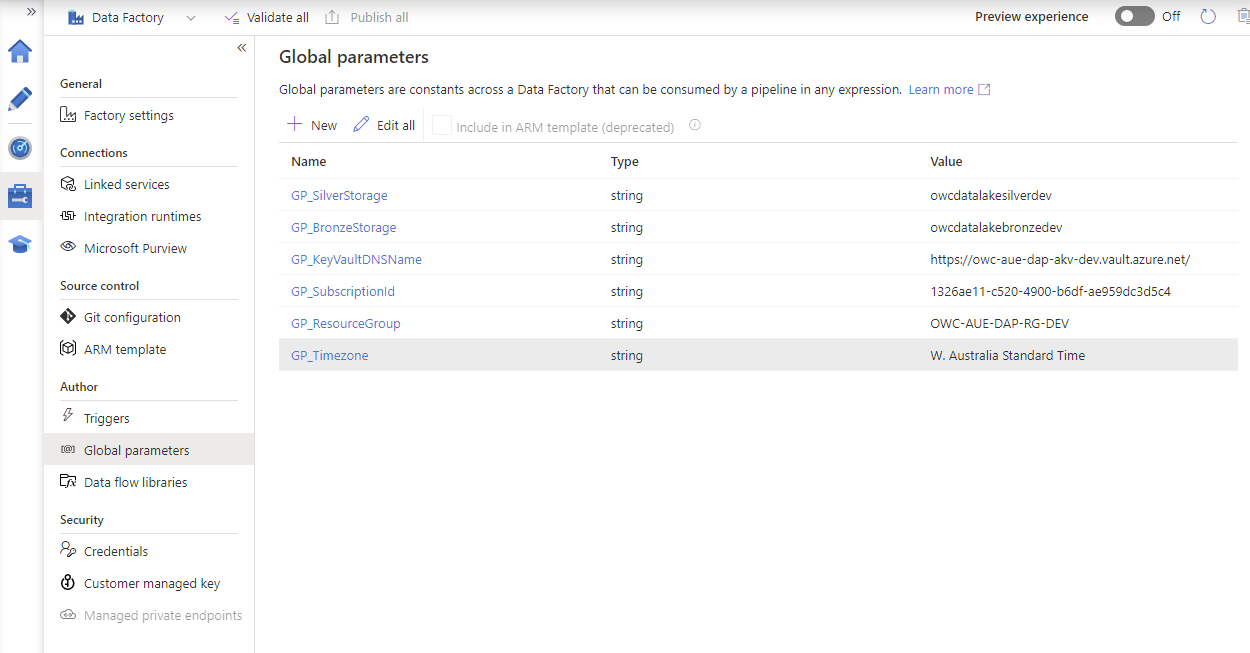 Data Factory
Validate all
Publish all
Preview experience
Off
General
Factory settings
Connections
Linked services
Integration runtimes
Microsoft Purview
Source control
Git configuration
ARM template
Author
Triggers
Global parameters
Data flow libraries
Security
Credentials
Customer managed key
Managed private endpoints
Global parameters
Global parameters are constants across a Data Factory that can be consumed by a pipeline in any expression. Learn more
New Edit all Include in ARM template (deprecated)
Name Type Value
GP_SilverStorage string owcdatalakesilverdev
GP_BronzeStorage string owcdatalakebronzedev
GP_KeyVaultDNSName string https://owc-aue-dap-akv-dev.vault.azure.net/
GP_SubscriptionId string 1326ae11-c520-4900-b6df-ae959dc3d5c4
GP_ResourceGroup string OWC-AUE-DAP-RG-DEV
GP_Timezone string W. Australia Standard Time